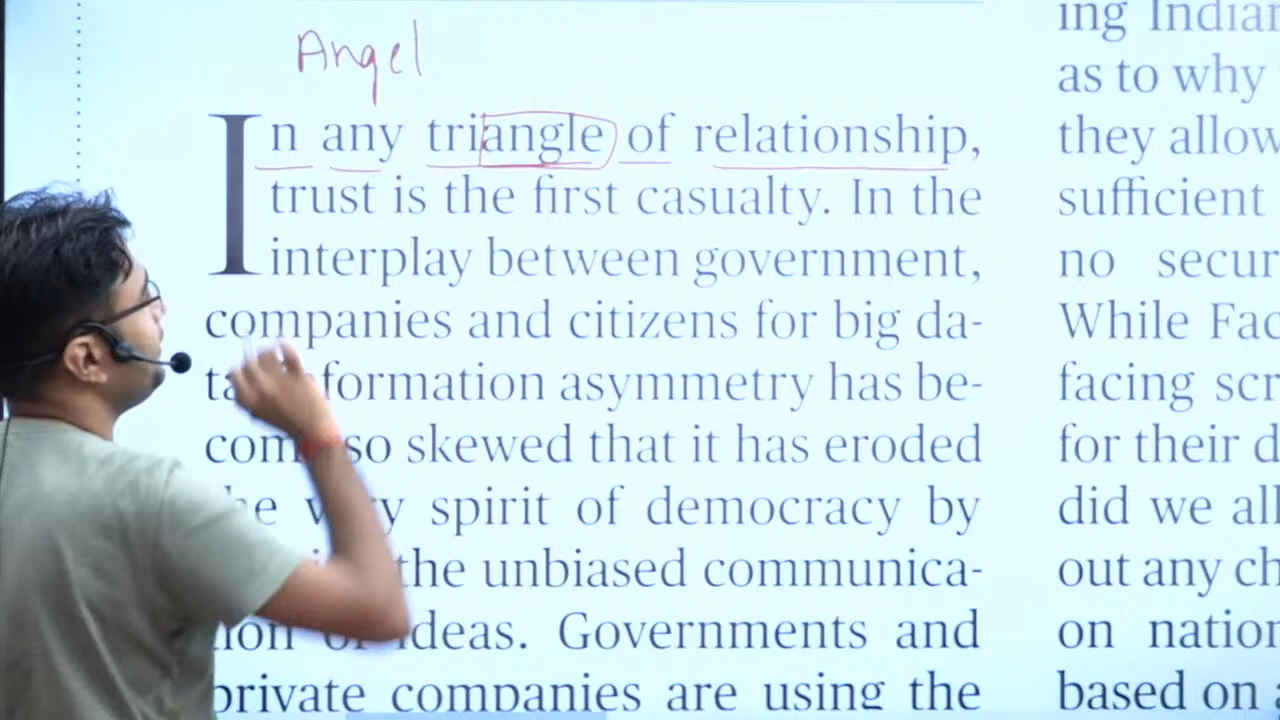 Angel
In any triangle of relationship,
trust is the first casualty. In the
interplay between government,
companies and citizens for big da-
formation asymmetry has be-
so skewed that it has eroded
spirit of democracy by
the unbiased communica-
ideas. Governments and
private companies are using the
ing Indian
as to why
they allow
sufficient
no secur
While Fac
facing scr
for their d
did we all
out any ch
on nation
based on